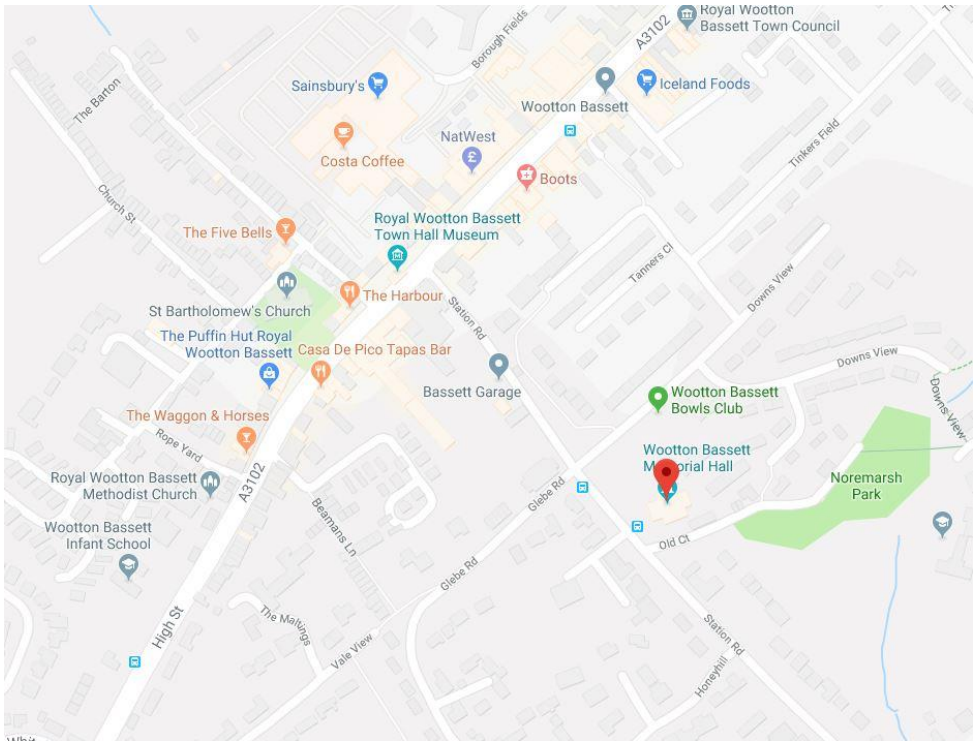 Royal Wootton
Bassett Town Council
A3102
Borough Fields
Sainsbury's
Iceland Foods
The Barton
Wootton Bassett
NatWest
£
Costa Coffee
Tinkers Field
Boots
Church St
Royal Wootton Bassett
Town Hall Museum
The Five Bells
Tanners Cl
Downs View
The Harbour
St Bartholomew's Church
Station Rd
The Puffin Hut Royal
Wootton Bassett
Casa De Pico Tapas Bar
Downs View
Bassett Garage
Wootton Bassett
Bowls Club
Downs View
The Waggon & Horses
Rope Yard
Wootton Bassett
Memorial Hall
Royal Wootton Bassett
Methodist Church
A3102
Noremarsh
Park
Glebe Rd
Beamans Ln
Wootton Bassett
Infant School
Old Ct
Glebe Rd
The Maltings
High St
Station Rd
Vale View
Honeyhill